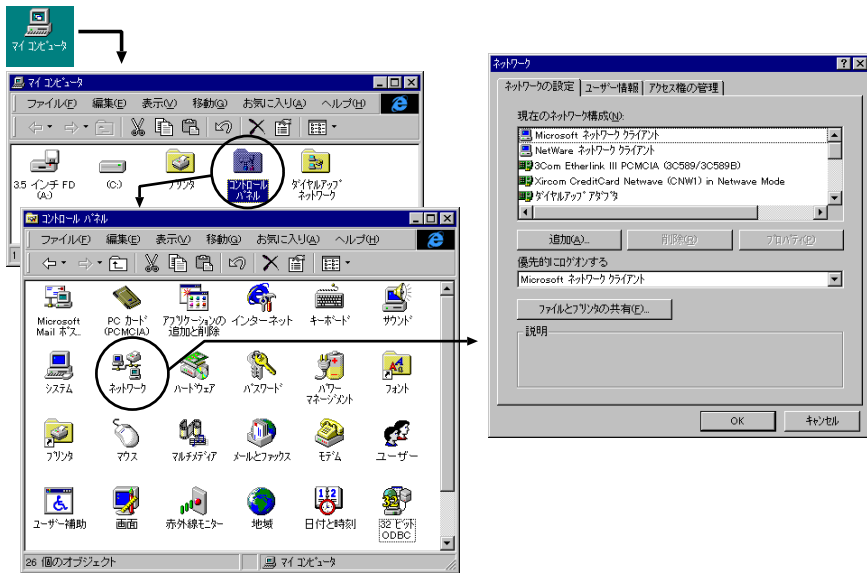 マイ コンピュータ
マイ コンピュータ
ファイル(F) 編集(E) 表示(V) 移動(G) お気に入り(A) ヘルプ(H)
3.5 インチ FD (A:)
(C:)
プリンタ
コントロール パネル
ダイヤルアップ ネットワーク
1
コントロール パネル
ファイル(F) 編集(E) 表示(V) 移動(G) お気に入り(A) ヘルプ(H)
Microsoft Mail ポス...
PC カード (PCMCIA)
アプリケーションの 追加と削除
インターネット
キーボード
サウンド
システム
ネットワーク
ハードウェア
パスワード
パワー マネージメント
フォント
プリンタ
マウス
マルチメディア
メールとファックス
モデム
ユーザー
ユーザー補助
画面
赤外線モニター
地域
日付と時刻
32 ビット ODBC
26 個のオブジェクト
マイ コンピュータ
ネットワーク
ネットワークの設定 ユーザー情報 アクセス権の管理
現在のネットワーク構成(N):
Microsoft ネットワーク クライアント
NetWare ネットワーク クライアント
3Com Etherlink III PCMCIA (3C589/3C589B)
Xircom CreditCard Netwave (CNW1) in Netwave Mode
ダイヤルアップ アダプタ
追加(A)... 削除(R) プロパティ(P)
優先的にログオンする
Microsoft ネットワーク クライアント
ファイルとプリンタの共有(F)...
説明
OK キャンセル